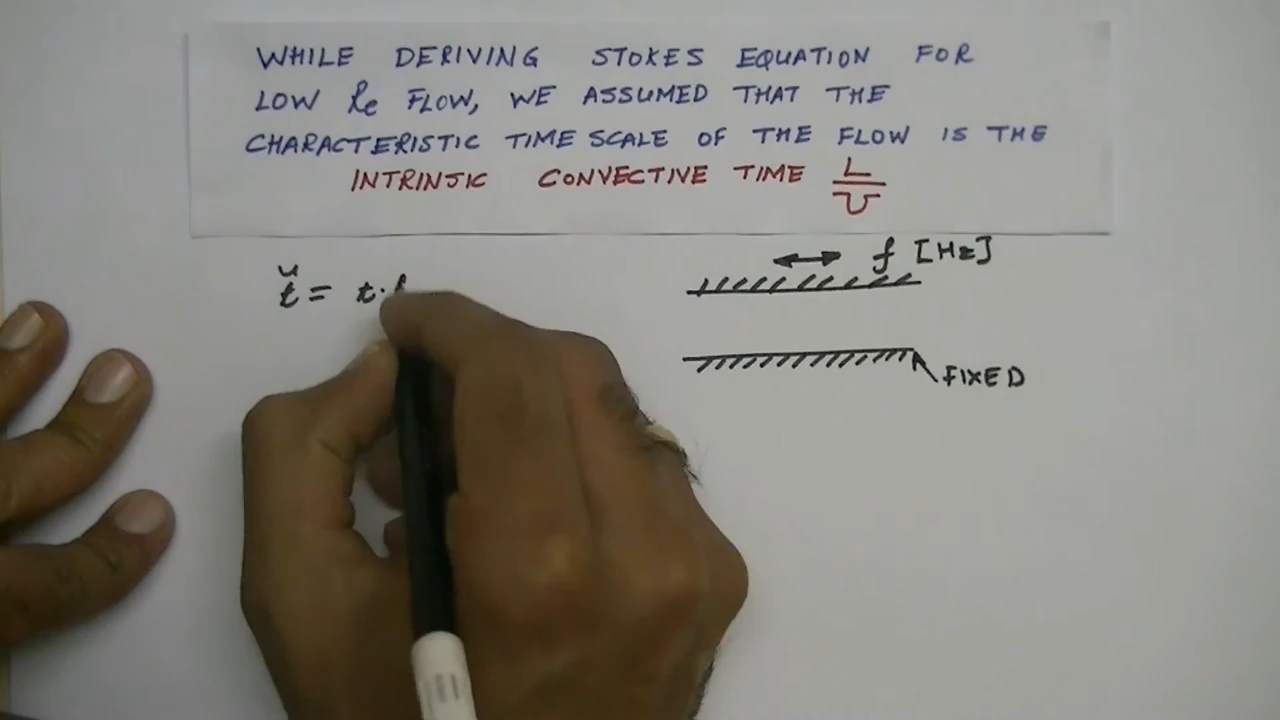 WHILE DERIVING STOKES EQUATION FOR
LOW Re FLOW, WE ASSUMED THAT THE
CHARACTERISTIC TIME SCALE OF THE FLOW IS THE
INTRINSIC CONVECTIVE TIME L/U
f [Hz]
t̆ = t·f
FIXED